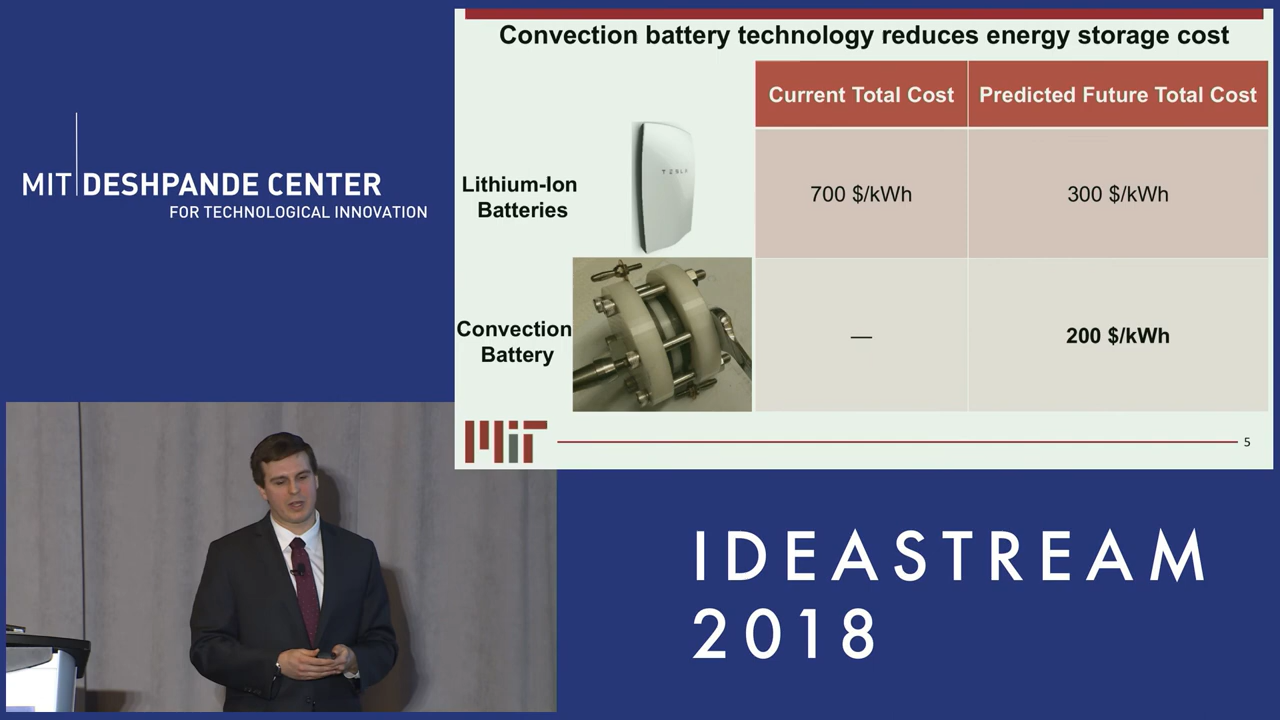 MIT DESHPANDE CENTER
FOR TECHNOLOGICAL INNOVATION
Convection battery technology reduces energy storage cost
Current Total Cost
Predicted Future Total Cost
Lithium-Ion
Batteries
TESLA
700 $/kWh
300 $/kWh
Convection
Battery
—
200 $/kWh
MIT
5
IDEASTREAM
2018